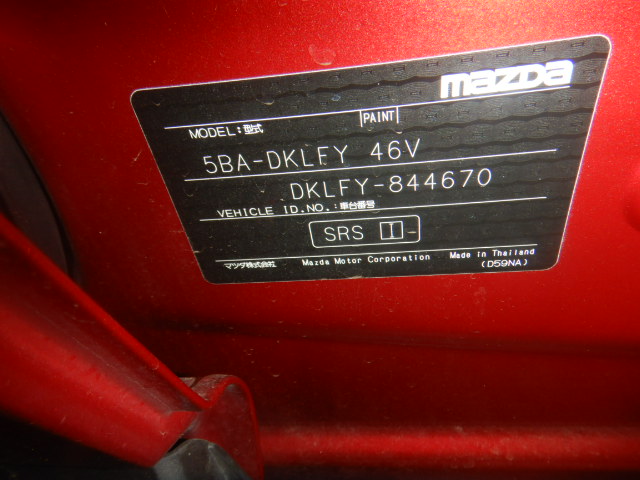 mazda
MODEL:型式 PAINT
5BA-DKLFY 46V
DKLFY-844670
VEHICLE ID.NO.:車台番号
SRS
マツダ株式会社 Mazda Motor Corporation Made in Thailand
(D59NA)